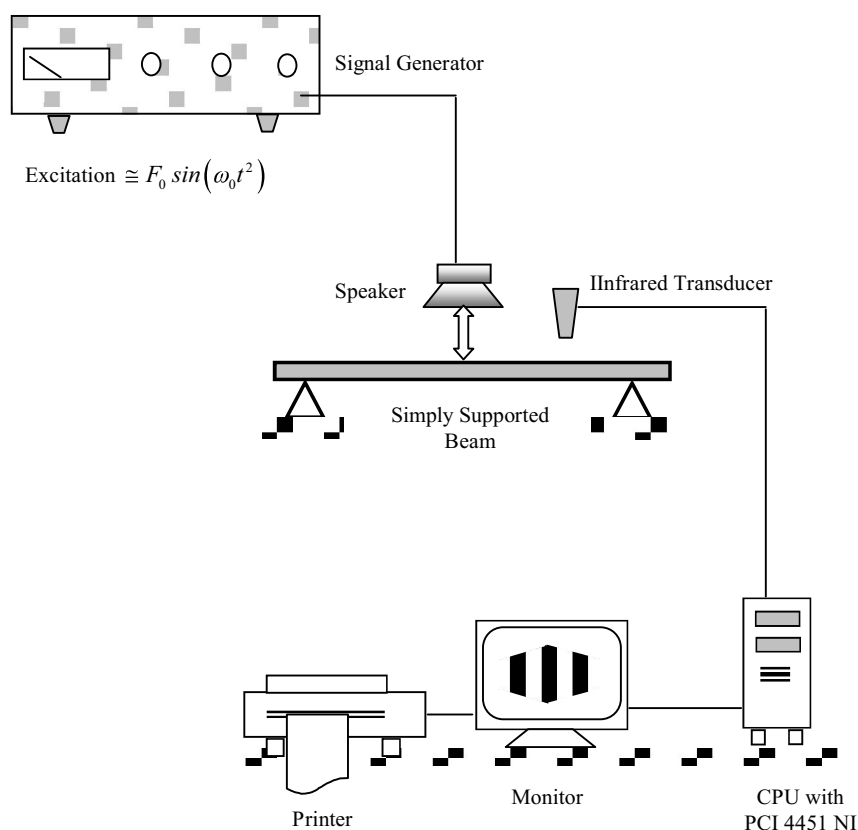 Signal Generator
Excitation ≅ F₀ sin(ω₀t²)
Speaker
IInfrared Transducer
Simply Supported
Beam
Printer
Monitor
CPU with
PCI 4451 NI